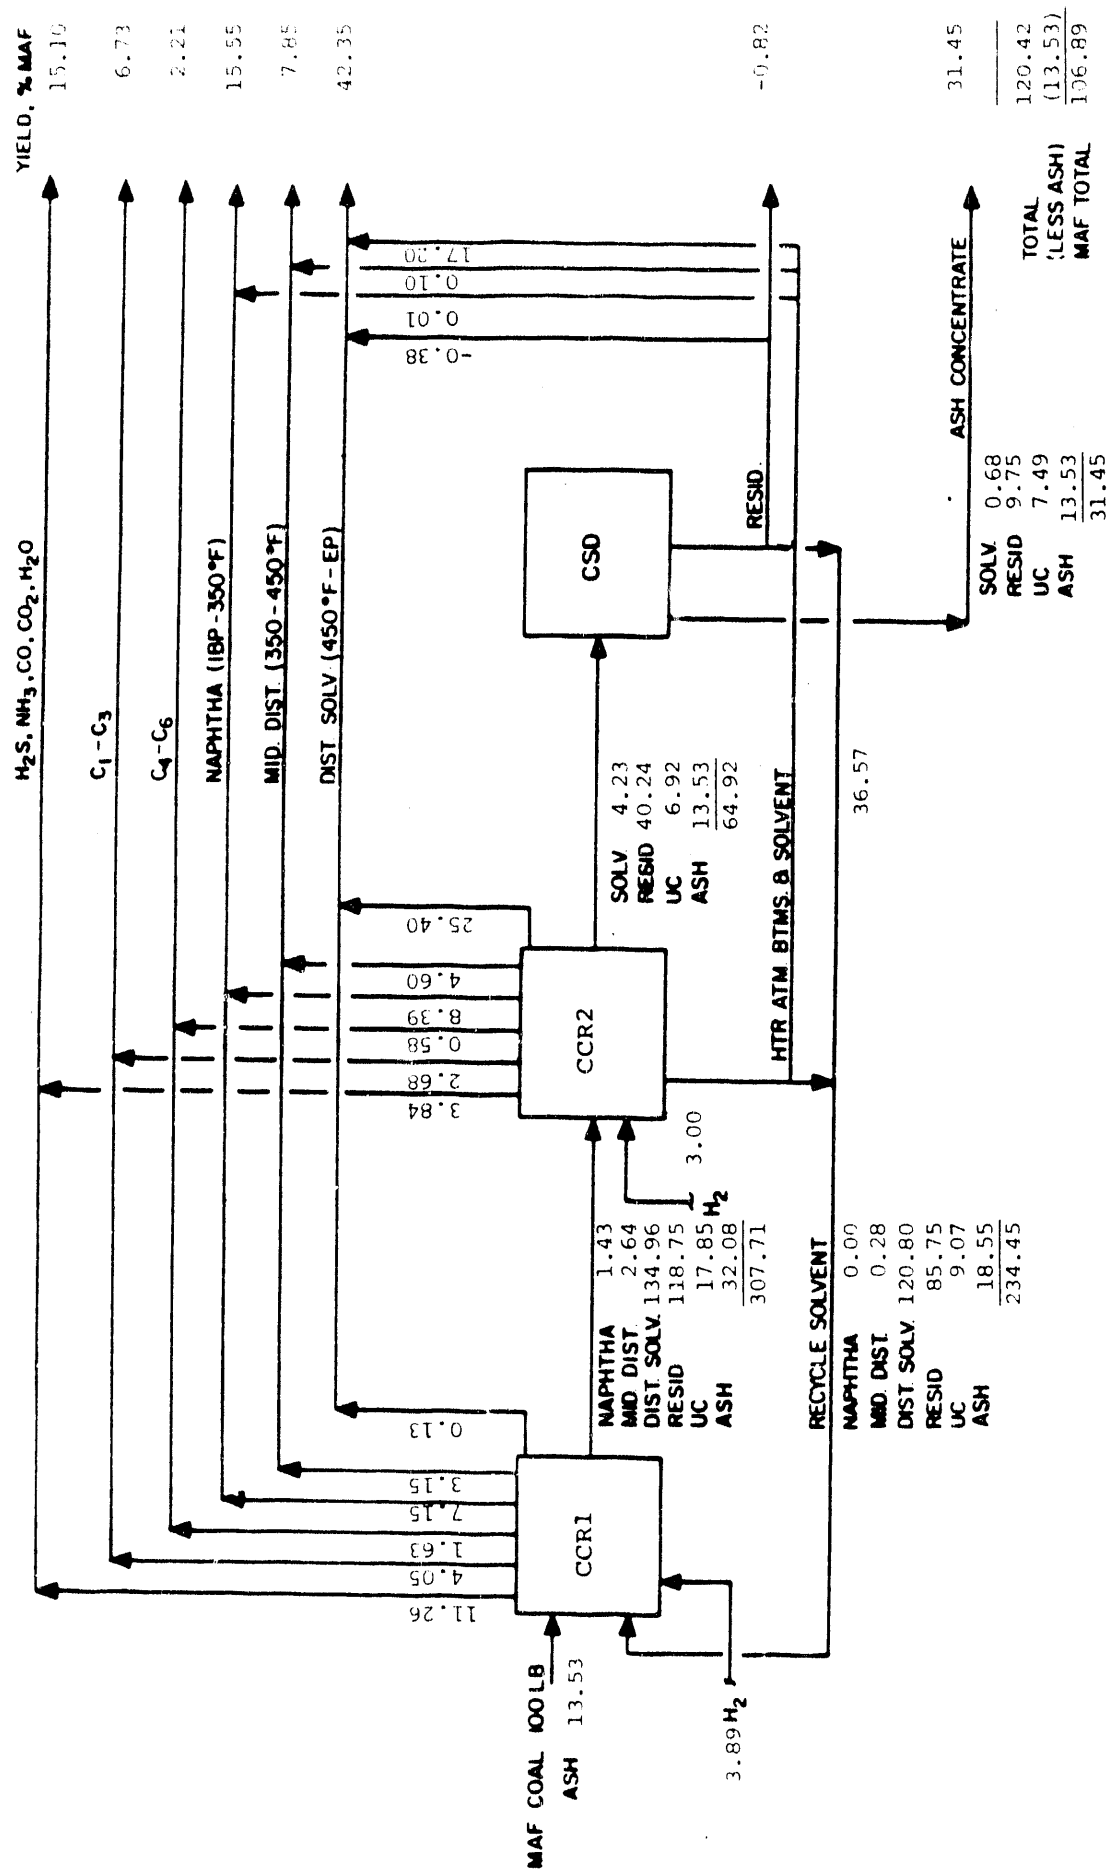 YIELD, % MAF
H2S, NH3, CO, CO2, H2O
15.10
C1-C3
6.73
C4-C6
2.21
NAPHTHA (IBP-350°F)
15.55
MID. DIST. (350-450°F)
7.85
DIST. SOLV. (450°F-EP)
42.35
11.26
4.05
1.63
7.15
3.15
0.13
3.84
2.68
0.58
8.39
4.60
25.40
-0.38
0.01
0.10
17.20
MAF COAL 100 LB
ASH 13.53
CCR1
3.89 H2
NAPHTHA 1.43
MID. DIST. 2.64
DIST. SOLV. 134.96
RESID 118.75
UC 17.85
ASH 32.08
307.71
CCR2
H2
3.00
SOLV. 4.23
RESID 40.24
UC 6.92
ASH 13.53
64.92
CSD
RESID.
-0.82
HTR ATM BTMS. & SOLVENT
36.57
RECYCLE SOLVENT
NAPHTHA 0.00
MID. DIST. 0.28
DIST. SOLV. 120.80
RESID 85.75
UC 9.07
ASH 18.55
234.45
ASH CONCENTRATE
31.45
SOLV. 0.68
RESID 9.75
UC 7.49
ASH 13.53
31.45
TOTAL 120.42
(LESS ASH) (13.53)
MAF TOTAL 106.89